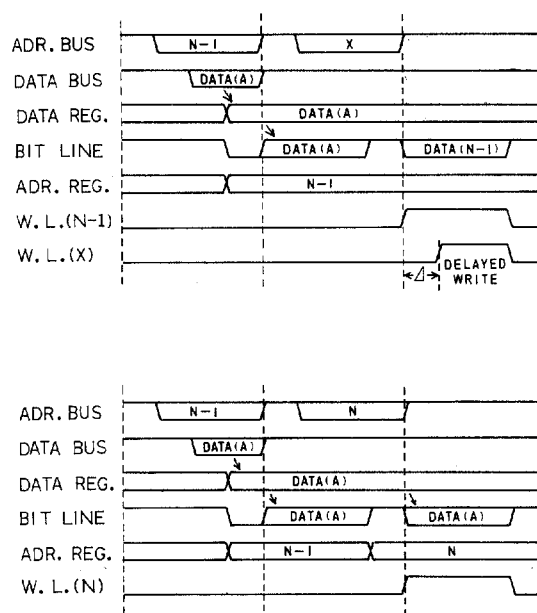 ADR. BUS N-1 X
DATA BUS DATA(A)
DATA REG. DATA(A)
BIT LINE DATA(A) DATA(N-1)
ADR. REG. N-1
W. L.(N-1)
W. L.(X) Δ DELAYED
WRITE
ADR. BUS N-1 N
DATA BUS DATA(A)
DATA REG. DATA(A)
BIT LINE DATA(A) DATA(A)
ADR. REG. N-1 N
W. L.(N)